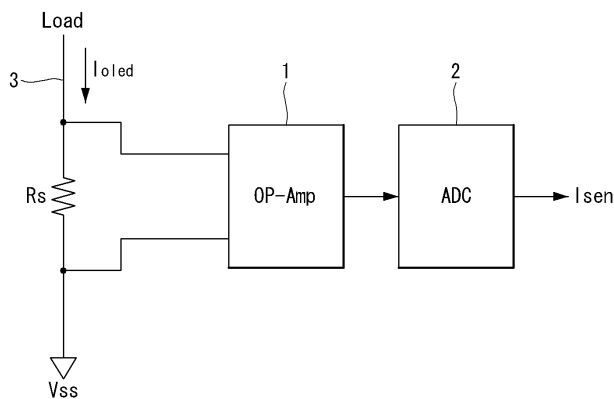 Load
3
Ioled
1
2
Rs
OP-Amp
ADC
Isen
Vss